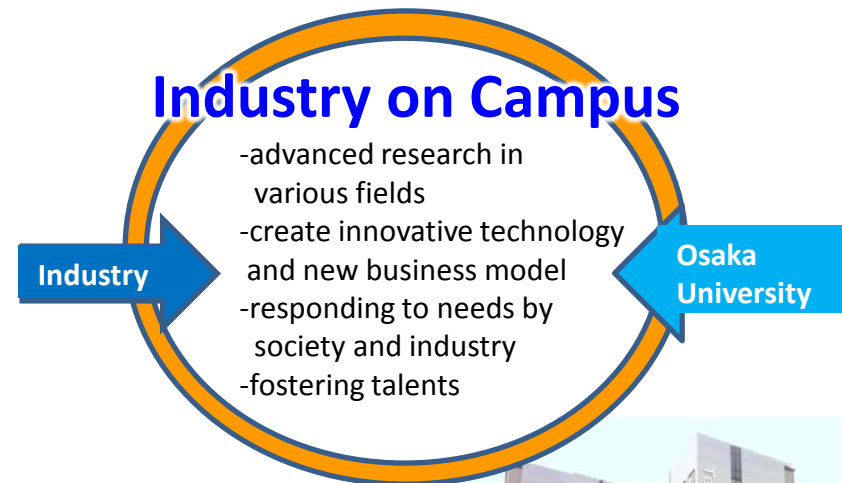 Industry on Campus
-advanced research in
various fields
-create innovative technology
and new business model
-responding to needs by
society and industry
-fostering talents
Industry
Osaka
University